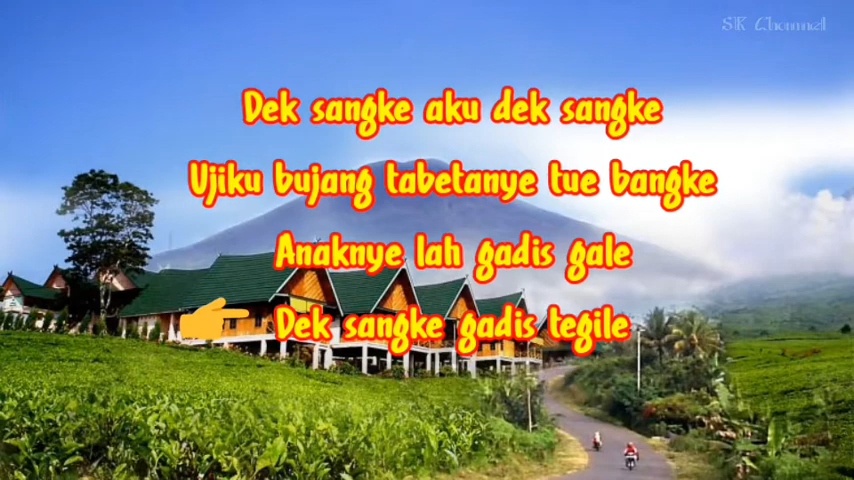 SR Channel
Dek sangke aku dek sangke
Ujiku bujang tabetanye tue bangke
Anaknye lah gadis gale
Dek sangke gadis tegile